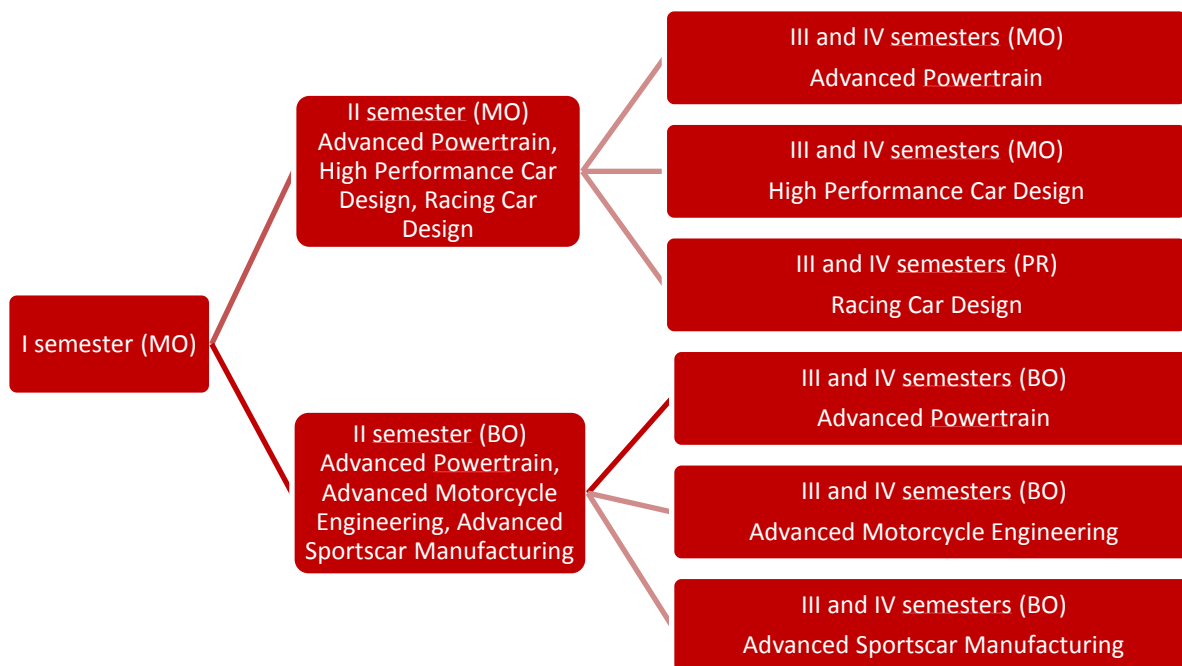 I semester (MO)
II semester (MO)
Advanced Powertrain,
High Performance Car
Design, Racing Car
Design
II semester (BO)
Advanced Powertrain,
Advanced Motorcycle
Engineering, Advanced
Sportscar Manufacturing
III and IV semesters (MO)
Advanced Powertrain
III and IV semesters (MO)
High Performance Car Design
III and IV semesters (PR)
Racing Car Design
III and IV semesters (BO)
Advanced Powertrain
III and IV semesters (BO)
Advanced Motorcycle Engineering
III and IV semesters (BO)
Advanced Sportscar Manufacturing